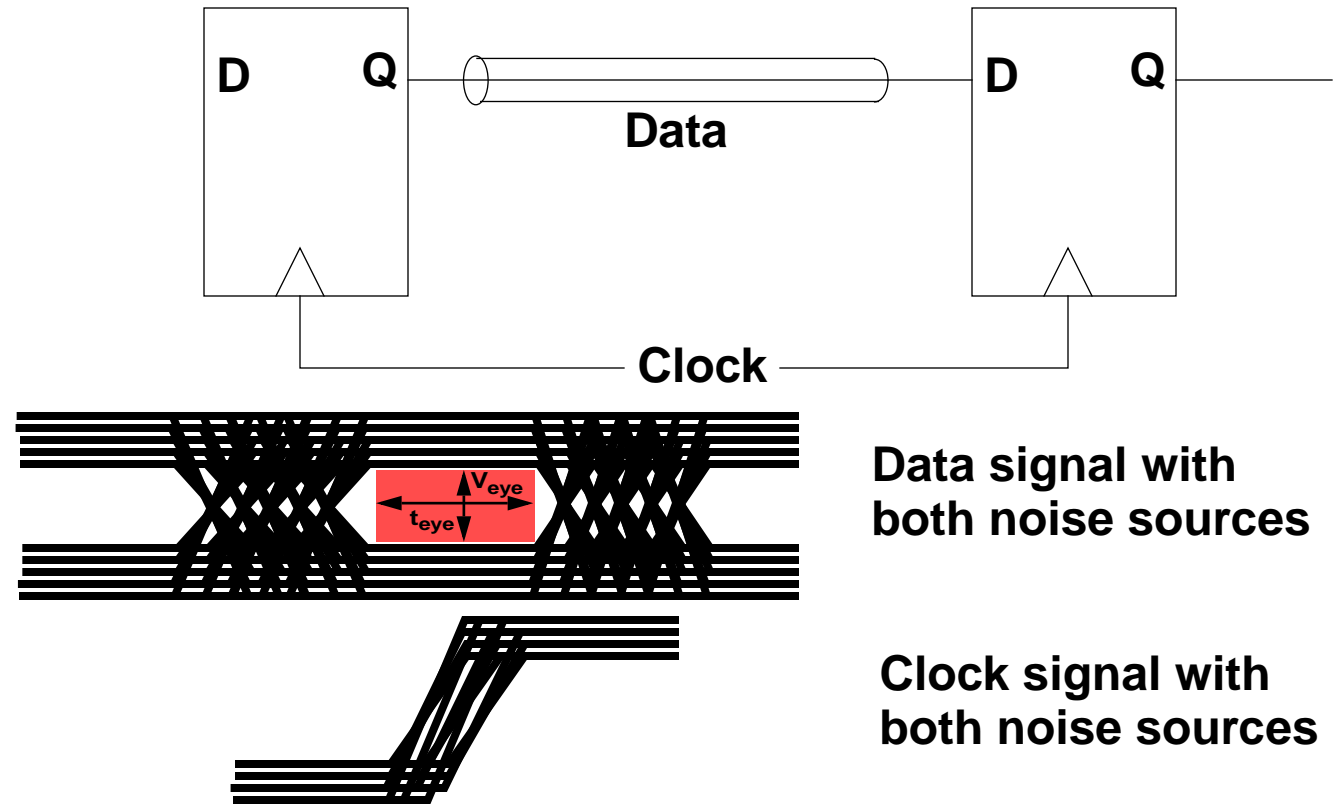 D Q D Q
Data
Clock
Data signal with
both noise sources
Veye
teye
Clock signal with
both noise sources